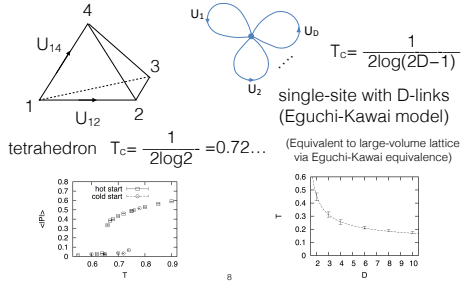 4
U14
3
1
2
U12
U1
UD
U2
Tc= 1/2log(2D-1)
single-site with D-links
(Eguchi-Kawai model)
tetrahedron Tc= 1/2log2 =0.72...
(Equivalent to large-volume lattice
via Eguchi-Kawai equivalence)
0.8
0.7
0.6
0.5
0.4
0.3
0.2
0.1
0
<|P|>
hot start
cold start
0.6 0.7 0.8 0.9
T
0.6
0.5
0.4
0.3
0.2
0.1
0
T
2 3 4 5 6 7 8 9 10
D
8